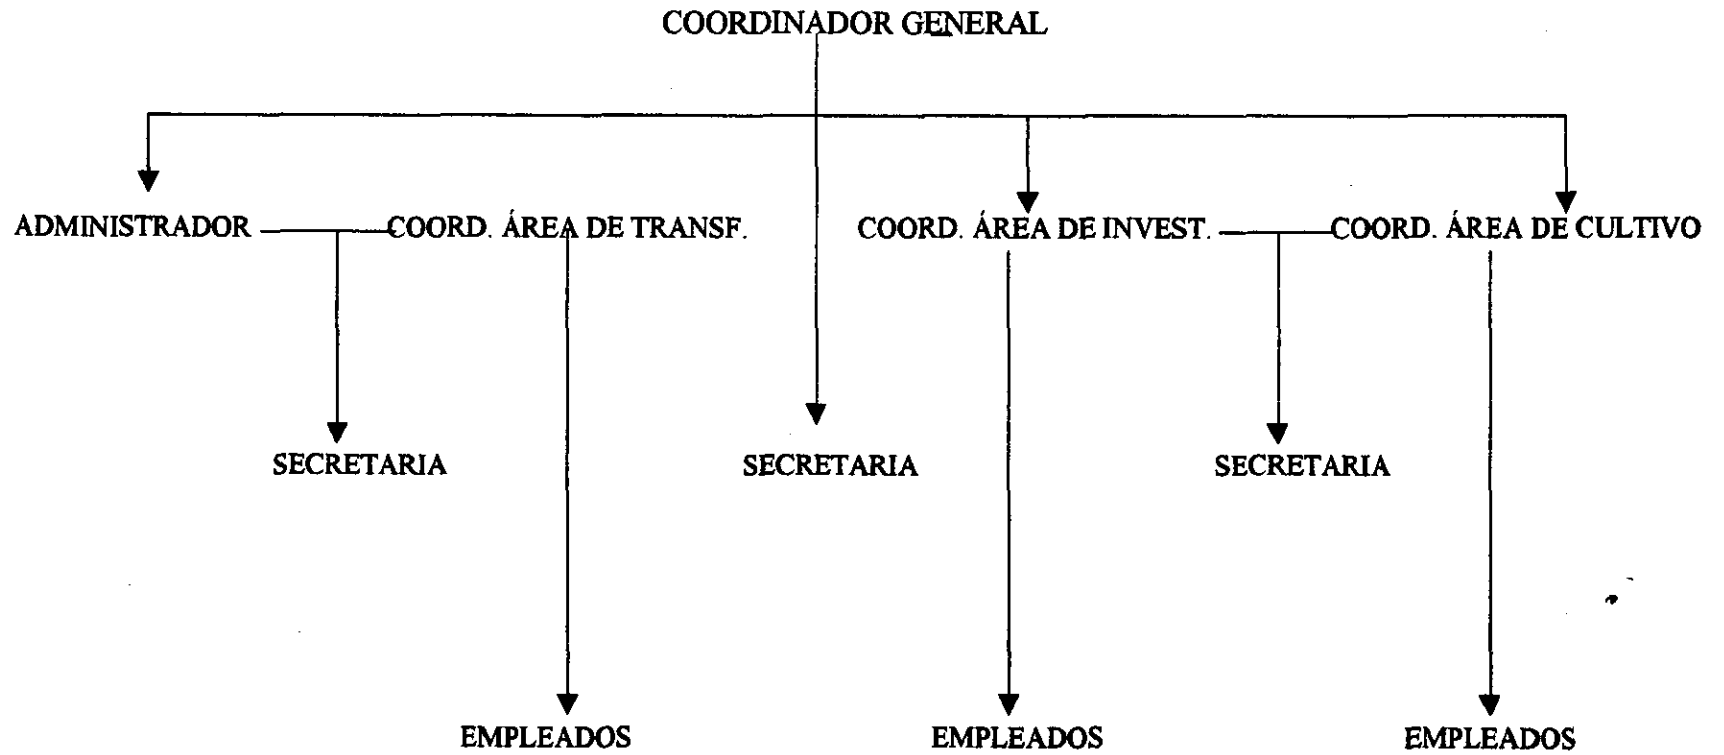 COORDINADOR GENERAL
ADMINISTRADOR COORD. ÁREA DE TRANSF. COORD. ÁREA DE INVEST. COORD. ÁREA DE CULTIVO
SECRETARIA SECRETARIA SECRETARIA
EMPLEADOS EMPLEADOS EMPLEADOS